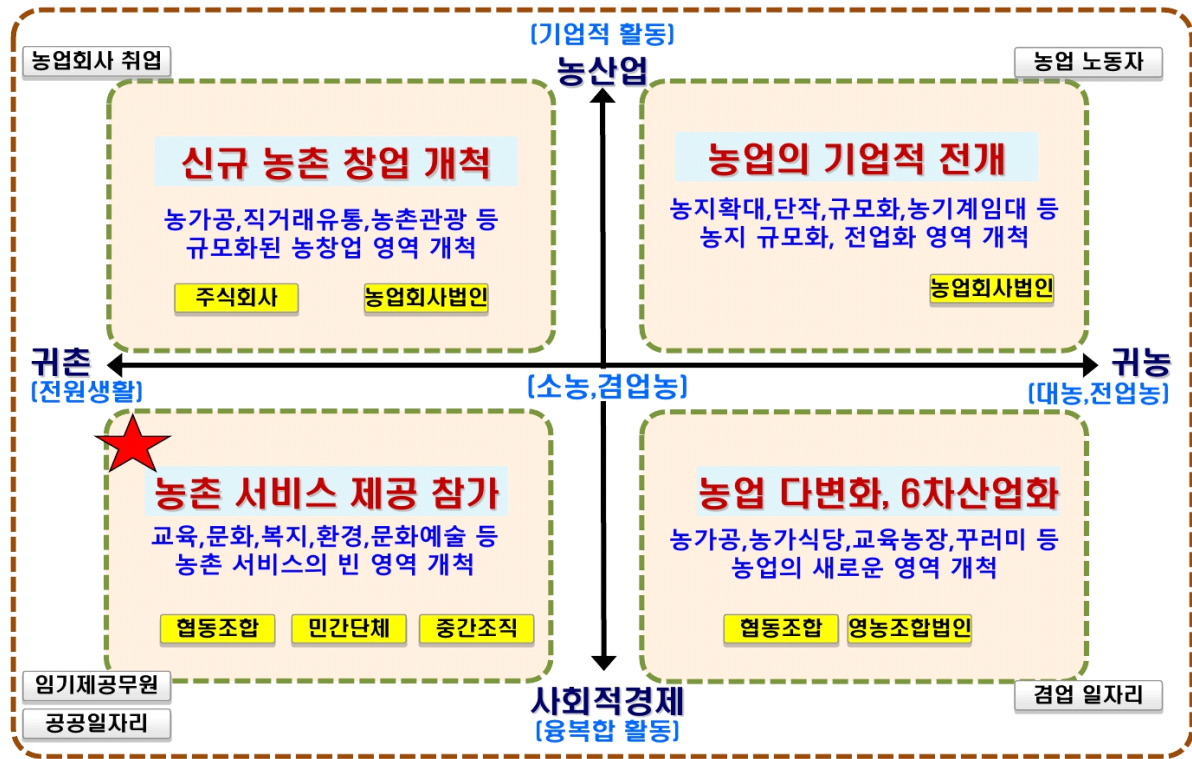 (기업적 활동)
농산업
농업회사 취업
농업 노동자
신규 농촌 창업 개척
농가공,직거래유통,농촌관광 등
규모화된 농창업 영역 개척
주식회사
농업회사법인
농업의 기업적 전개
농지확대,단작,규모화,농기계임대 등
농지 규모화, 전업화 영역 개척
농업회사법인
귀촌
(전원생활)
(소농,겸업농)
귀농
(대농,전업농)
농촌 서비스 제공 참가
교육,문화,복지,환경,문화예술 등
농촌 서비스의 빈 영역 개척
협동조합
민간단체
중간조직
농업 다변화, 6차산업화
농가공,농가식당,교육농장,꾸러미 등
농업의 새로운 영역 개척
협동조합
영농조합법인
임기제공무원
공공일자리
사회적경제
(융복합 활동)
겸업 일자리